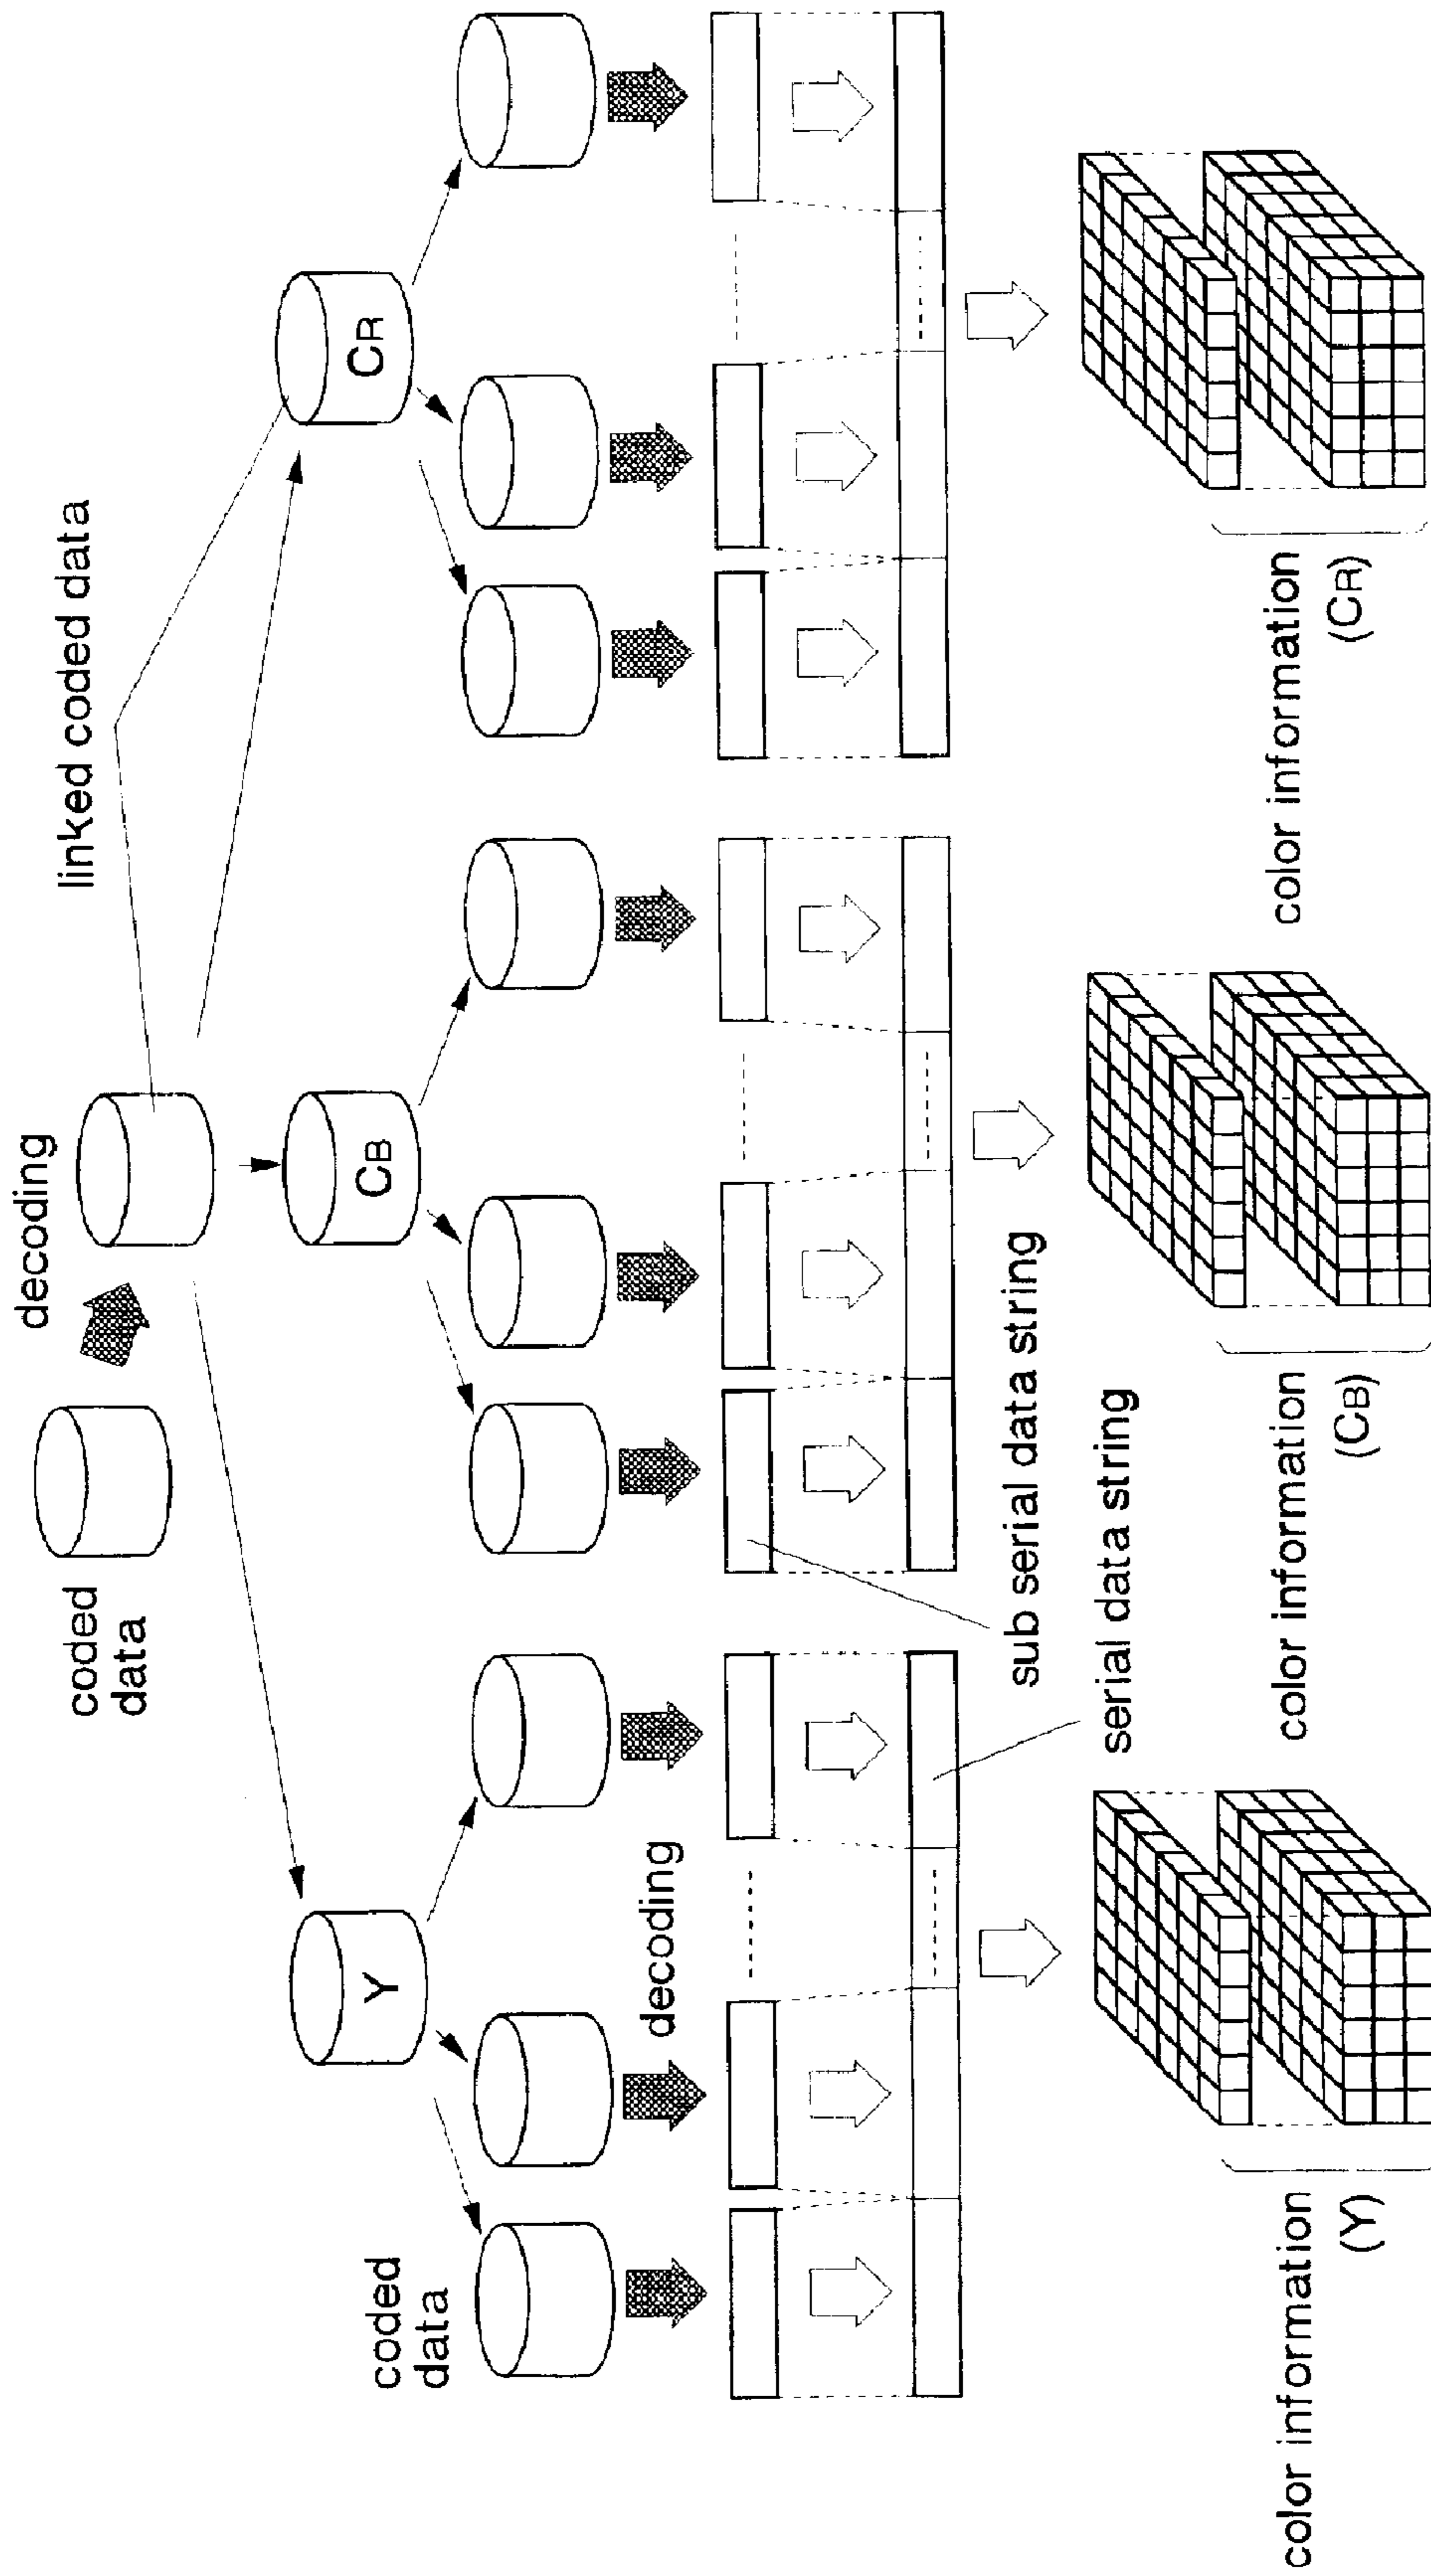 decoding
linked coded data
coded
data
Y
CB
CR
coded
data
decoding
sub serial data string
serial data string
color information
(Y)
color information
(CB)
color information
(CR)